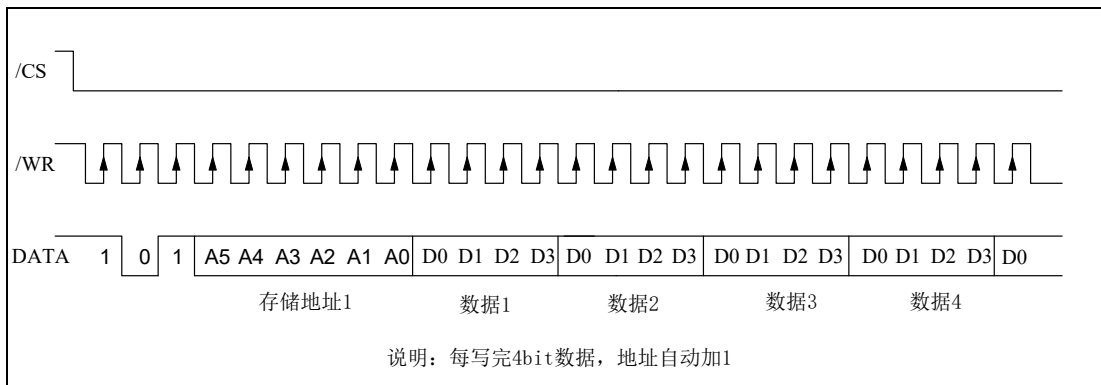 /CS
/WR
DATA 1 0 1 A5 A4 A3 A2 A1 A0 D0 D1 D2 D3 D0 D1 D2 D3 D0 D1 D2 D3 D0 D1 D2 D3 D0
存储地址1 数据1 数据2 数据3 数据4
说明：每写完4bit数据，地址自动加1